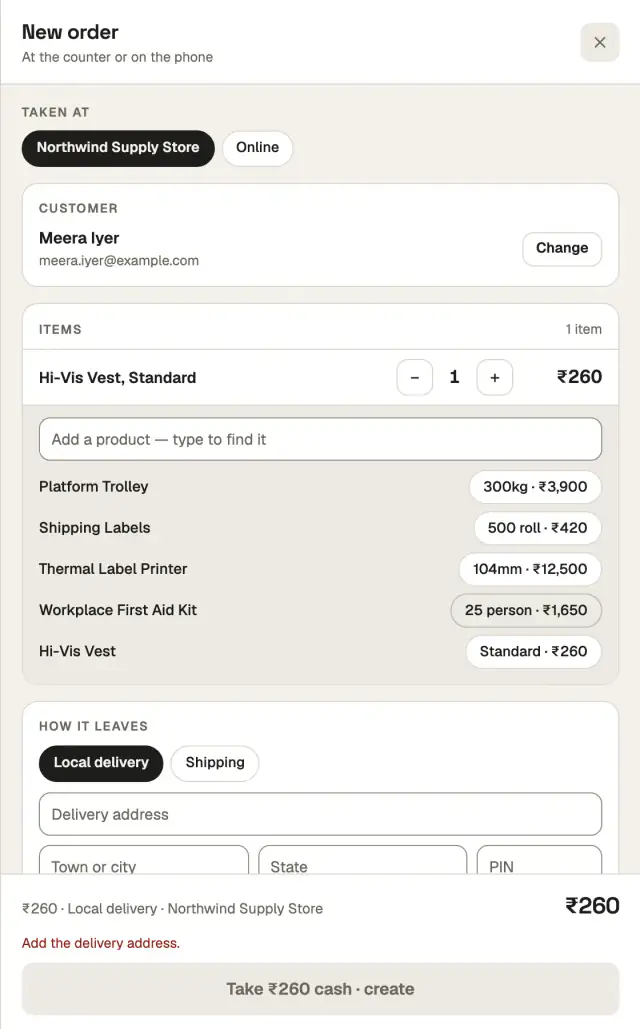 New order
At the counter or on the phone
TAKEN AT
Northwind Supply Store Online
CUSTOMER
Meera Iyer
meera.iyer@example.com
Change
ITEMS 1 item
Hi-Vis Vest, Standard − 1 + ₹260
Add a product — type to find it
Platform Trolley 300kg · ₹3,900
Shipping Labels 500 roll · ₹420
Thermal Label Printer 104mm · ₹12,500
Workplace First Aid Kit 25 person · ₹1,650
Hi-Vis Vest Standard · ₹260
HOW IT LEAVES
Local delivery Shipping
Delivery address
Town or city State PIN
₹260 · Local delivery · Northwind Supply Store ₹260
Add the delivery address.
Take ₹260 cash · create